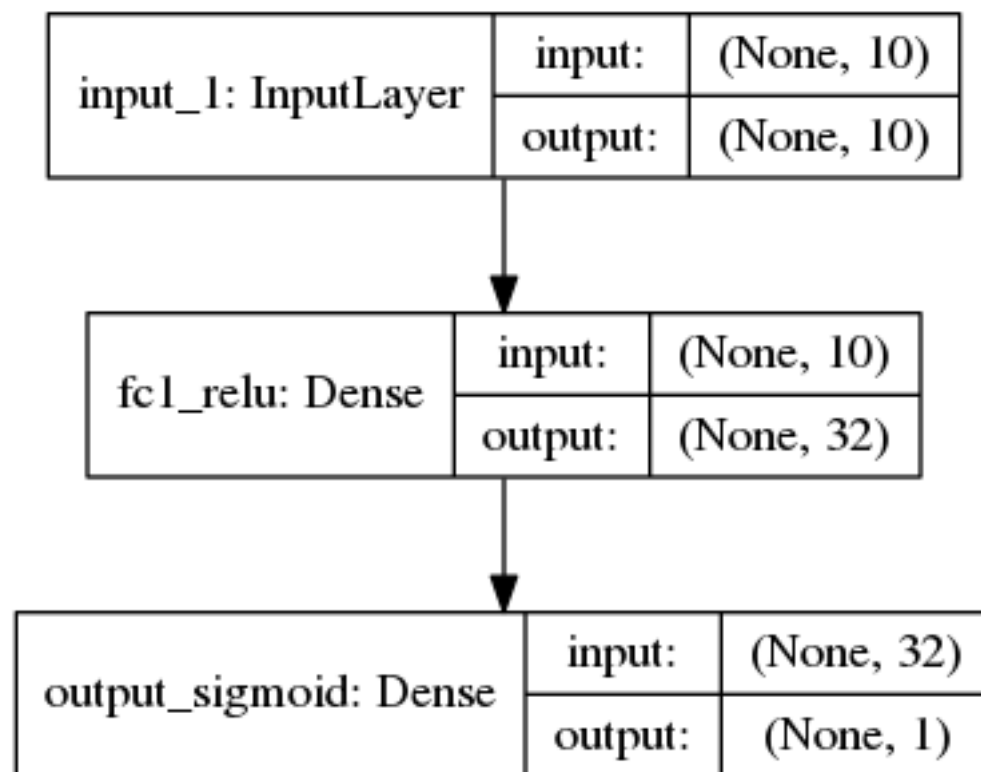 input_1: InputLayer
input: (None, 10)
output: (None, 10)
fc1_relu: Dense
input: (None, 10)
output: (None, 32)
output_sigmoid: Dense
input: (None, 32)
output: (None, 1)